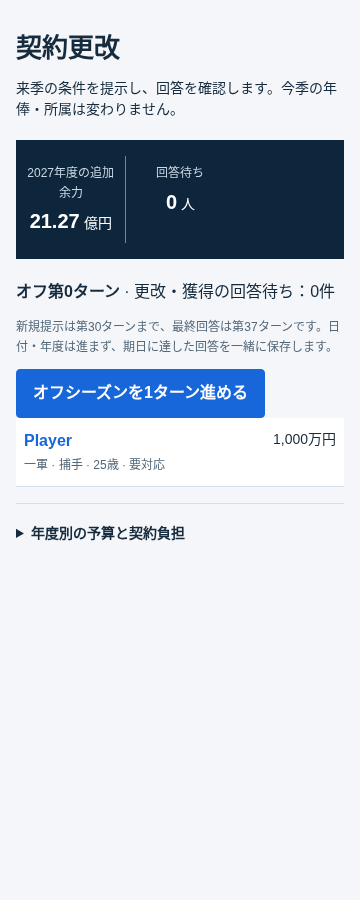 契約更改
来季の条件を提示し、回答を確認します。今季の年
俸・所属は変わりません。
2027年度の追加
余力
21.27 億円
回答待ち
0 人
オフ第0ターン · 更改・獲得の回答待ち：0件
新規提示は第30ターンまで、最終回答は第37ターンです。日
付・年度は進まず、期日に達した回答を一緒に保存します。
オフシーズンを1ターン進める
Player
1,000万円
一軍 · 捕手 · 25歳 · 要対応
年度別の予算と契約負担